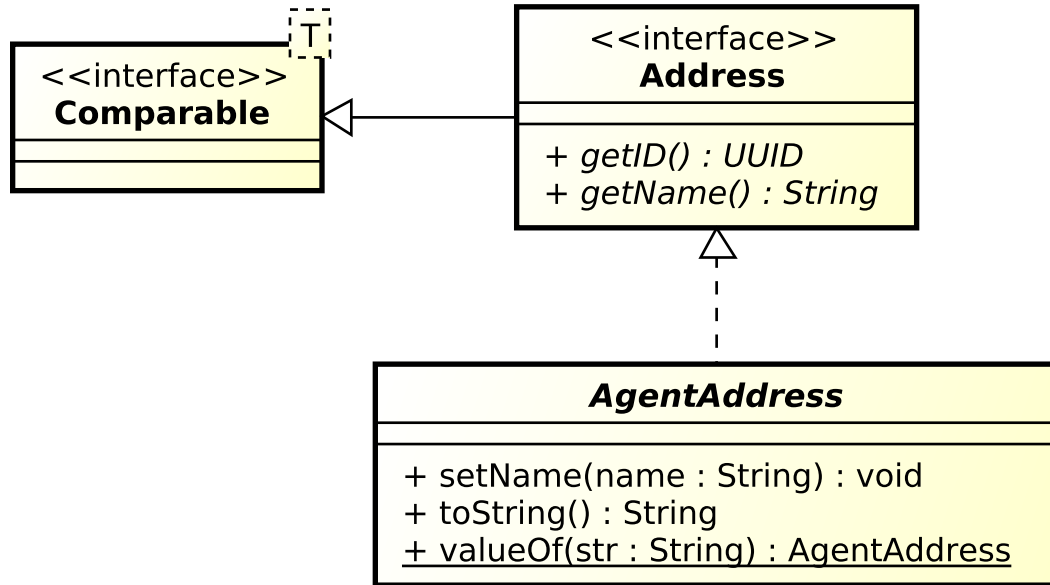 T
<<interface>>
Comparable
<<interface>>
Address
+ getID() : UUID
+ getName() : String
AgentAddress
+ setName(name : String) : void
+ toString() : String
+ valueOf(str : String) : AgentAddress